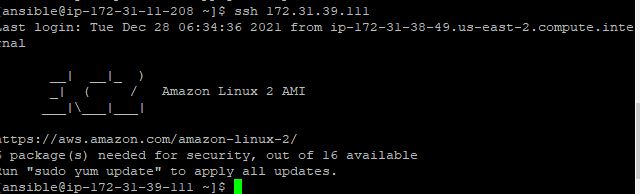 [ansible@ip-172-31-11-208 ~]$ ssh 172.31.39.111
Last login: Tue Dec 28 06:34:36 2021 from ip-172-31-38-49.us-east-2.compute.inte
rnal
__|  __|_  )
_|  (     /   Amazon Linux 2 AMI
___|\___|___|
https://aws.amazon.com/amazon-linux-2/
package(s) needed for security, out of 16 available
Run "sudo yum update" to apply all updates.
[ansible@ip-172-31-39-111 ~]$